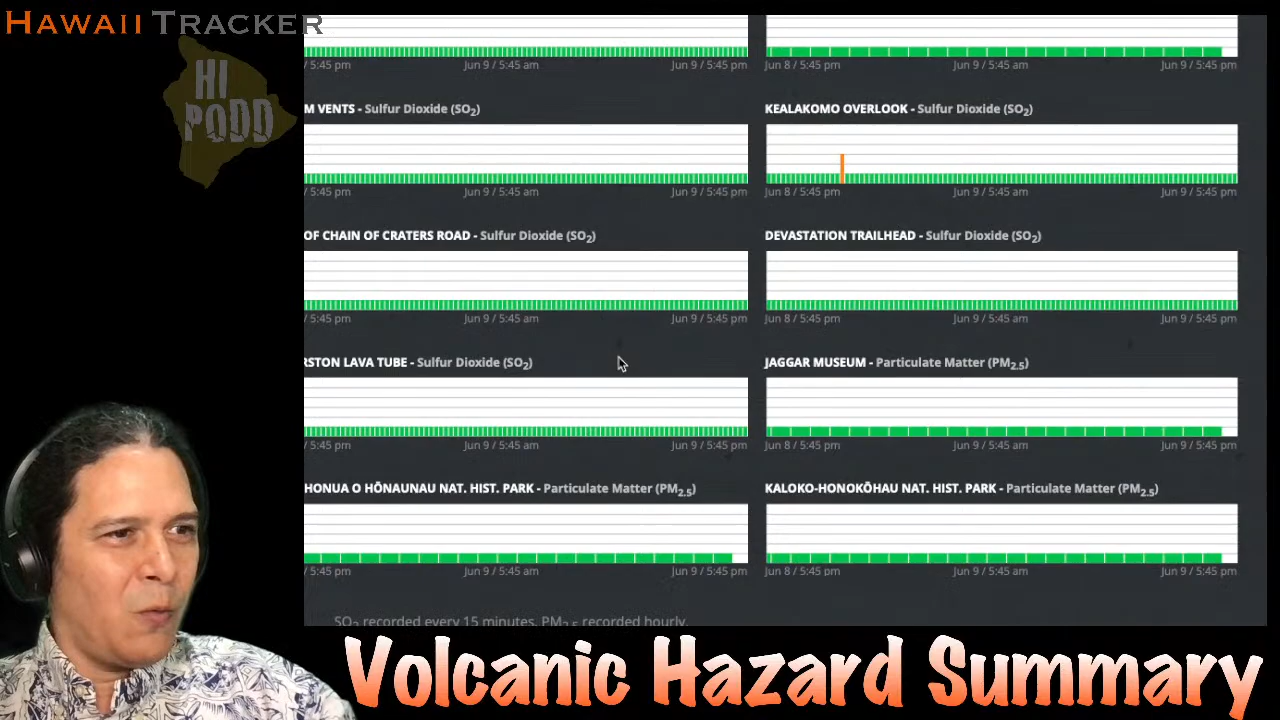 HAWAII TRACKER
HI
PODD
/ 5:45 pm Jun 9 / 5:45 am Jun 9 / 5:45 pm
Jun 8 / 5:45 pm Jun 9 / 5:45 am Jun 9 / 5:45 pm
M VENTS - Sulfur Dioxide (SO2)
KEALAKOMO OVERLOOK - Sulfur Dioxide (SO2)
/ 5:45 pm Jun 9 / 5:45 am Jun 9 / 5:45 pm
Jun 8 / 5:45 pm Jun 9 / 5:45 am Jun 9 / 5:45 pm
OF CHAIN OF CRATERS ROAD - Sulfur Dioxide (SO2)
DEVASTATION TRAILHEAD - Sulfur Dioxide (SO2)
/ 5:45 pm Jun 9 / 5:45 am Jun 9 / 5:45 pm
Jun 8 / 5:45 pm Jun 9 / 5:45 am Jun 9 / 5:45 pm
RSTON LAVA TUBE - Sulfur Dioxide (SO2)
JAGGAR MUSEUM - Particulate Matter (PM2.5)
/ 5:45 pm Jun 9 / 5:45 am Jun 9 / 5:45 pm
Jun 8 / 5:45 pm Jun 9 / 5:45 am Jun 9 / 5:45 pm
HONUA O HŌNAUNAU NAT. HIST. PARK - Particulate Matter (PM2.5)
KALOKO-HONOKŌHAU NAT. HIST. PARK - Particulate Matter (PM2.5)
/ 5:45 pm Jun 9 / 5:45 am Jun 9 / 5:45 pm
Jun 8 / 5:45 pm Jun 9 / 5:45 am Jun 9 / 5:45 pm
SO2 recorded every 15 minutes. PM2.5 recorded hourly.
Volcanic Hazard Summary